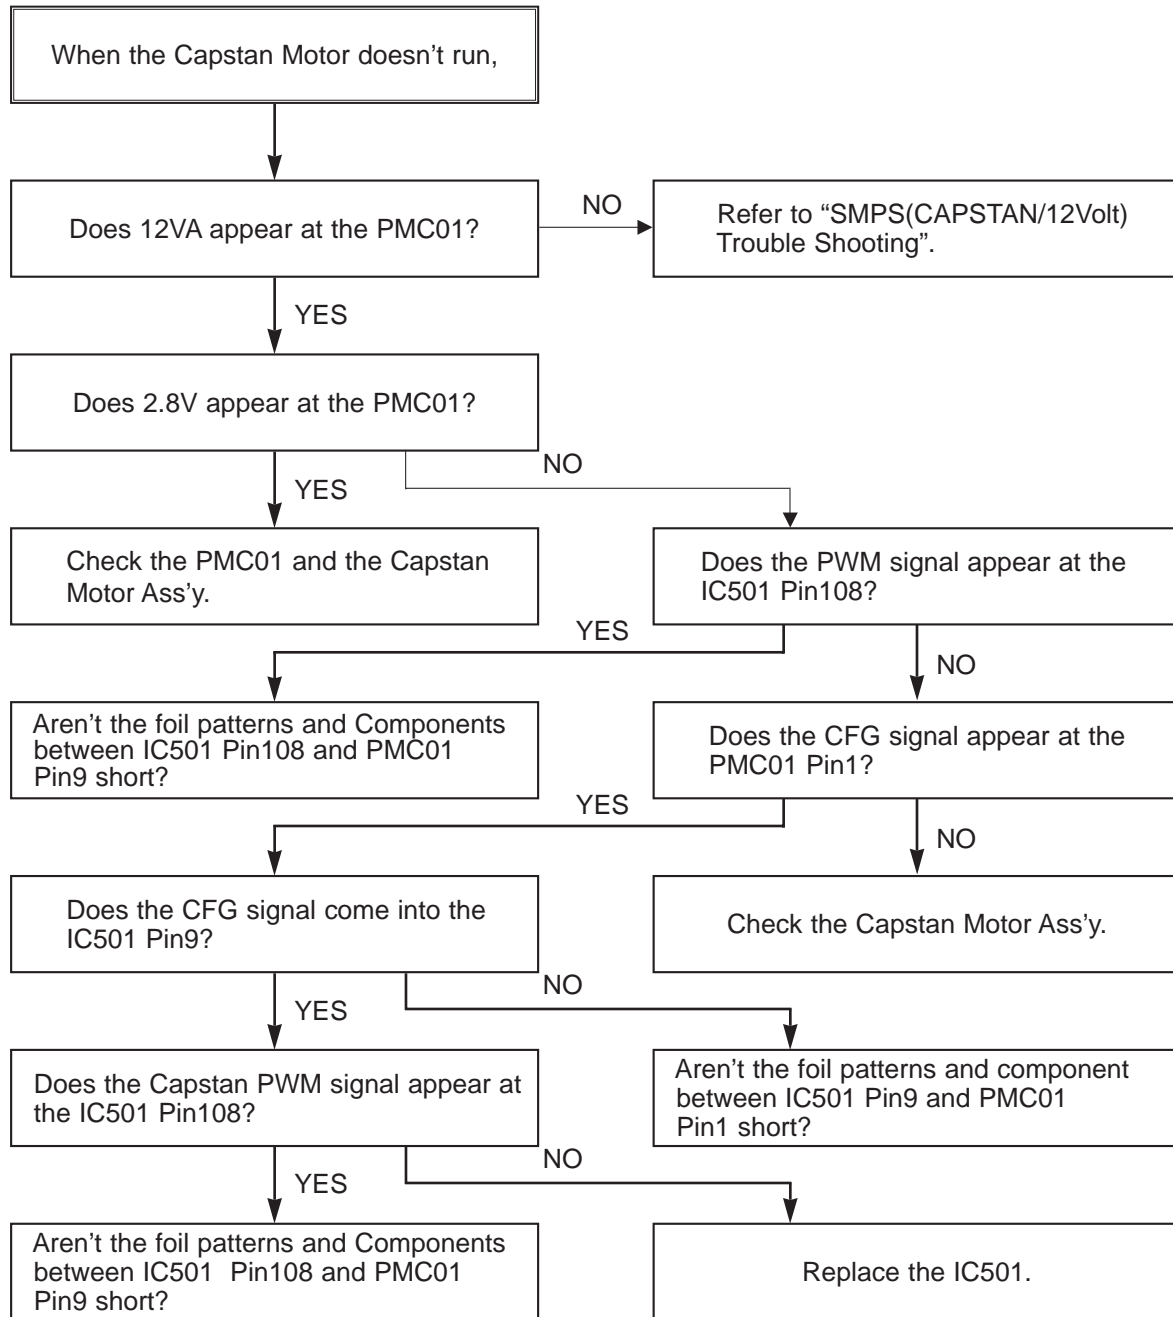 When the Capstan Motor doesn't run,
Does 12VA appear at the PMC01?
NO
Refer to “SMPS(CAPSTAN/12Volt)
Trouble Shooting”.
YES
Does 2.8V appear at the PMC01?
NO
YES
Check the PMC01 and the Capstan
Motor Ass'y.
Does the PWM signal appear at the
IC501 Pin108?
YES
NO
Aren't the foil patterns and Components
between IC501 Pin108 and PMC01
Pin9 short?
Does the CFG signal appear at the
PMC01 Pin1?
YES
NO
Does the CFG signal come into the
IC501 Pin9?
Check the Capstan Motor Ass'y.
NO
YES
Does the Capstan PWM signal appear at
the IC501 Pin108?
Aren't the foil patterns and component
between IC501 Pin9 and PMC01
Pin1 short?
NO
YES
Aren't the foil patterns and Components
between IC501 Pin108 and PMC01
Pin9 short?
Replace the IC501.